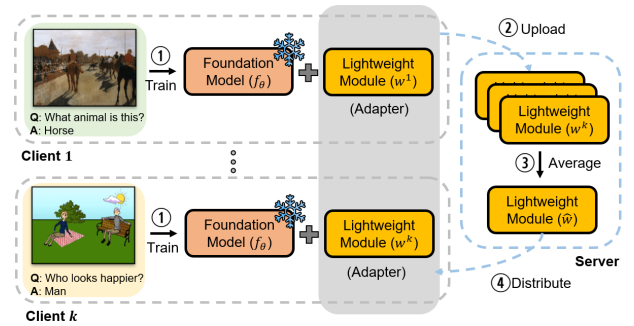 ① Train
Q: What animal is this?
A: Horse
Client 1
Foundation
Model (f_θ)
Lightweight
Module (w¹)
(Adapter)
② Upload
Lightweight
Module (wᵏ)
③ Average
Lightweight
Module (ŵ)
Server
④ Distribute
① Train
Q: Who looks happier?
A: Man
Client k
Foundation
Model (f_θ)
Lightweight
Module (wᵏ)
(Adapter)